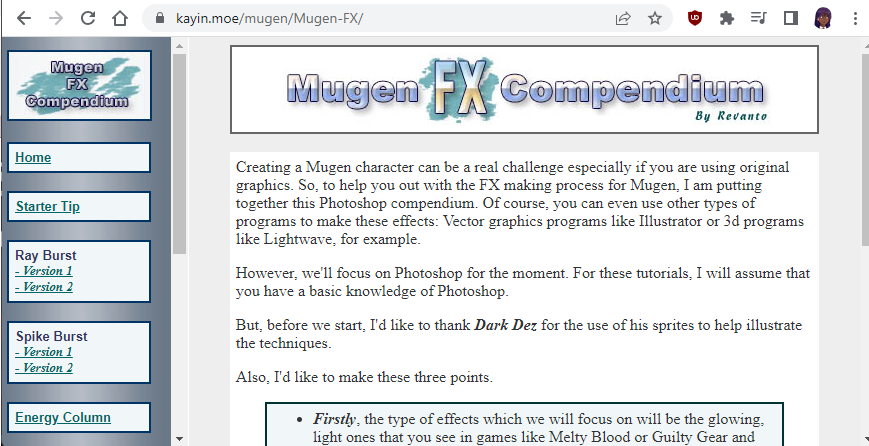 kayin.moe/mugen/Mugen-FX/
Mugen
FX
Compendium
Home
Starter Tip
Ray Burst
- Version 1
- Version 2
Spike Burst
- Version 1
- Version 2
Energy Column
Mugen FX Compendium
By Revanto
Creating a Mugen character can be a real challenge especially if you are using original
graphics. So, to help you out with the FX making process for Mugen, I am putting
together this Photoshop compendium. Of course, you can even use other types of
programs to make these effects: Vector graphics programs like Illustrator or 3d programs
like Lightwave, for example.
However, we'll focus on Photoshop for the moment. For these tutorials, I will assume that
you have a basic knowledge of Photoshop.
But, before we start, I'd like to thank Dark Dez for the use of his sprites to help illustrate
the techniques.
Also, I'd like to make these three points.
• Firstly, the type of effects which we will focus on will be the glowing,
light ones that you see in games like Melty Blood or Guilty Gear and